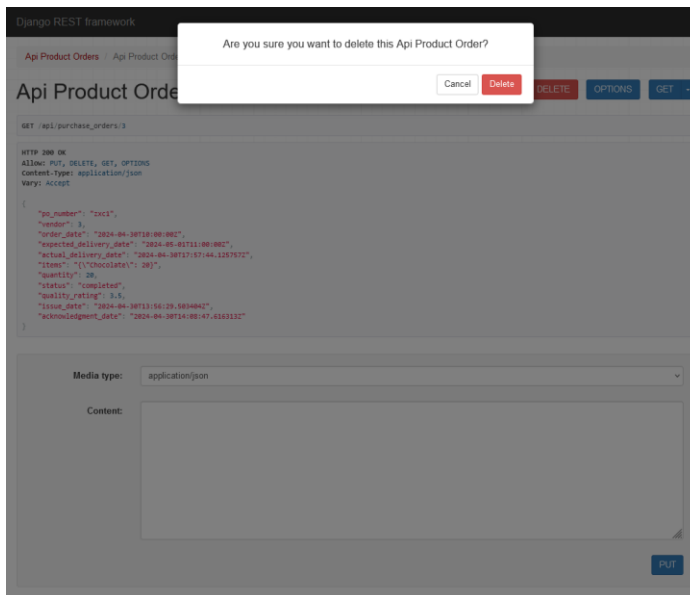 Django REST framework
Are you sure you want to delete this Api Product Order?
Cancel Delete
Api Product Orders / Api Product Orde
Api Product Orde
DELETE OPTIONS GET
GET /api/purchase_orders/3
HTTP 200 OK
Allow: PUT, DELETE, GET, OPTIONS
Content-Type: application/json
Vary: Accept
{
"po_number": "zxc1",
"vendor": 3,
"order_date": "2024-04-30T10:00:00Z",
"expected_delivery_date": "2024-05-01T11:00:00Z",
"actual_delivery_date": "2024-04-30T17:57:44.125757Z",
"items": "{\"Chocolate\": 20}",
"quantity": 20,
"status": "completed",
"quality_rating": 3.5,
"issue_date": "2024-04-30T13:56:29.503404Z",
"acknowledgment_date": "2024-04-30T14:08:47.616313Z"
}
Media type: application/json
Content:
PUT